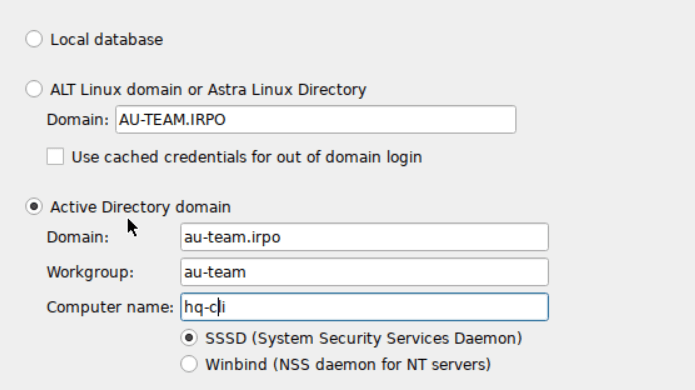 Local database
ALT Linux domain or Astra Linux Directory
Domain: AU-TEAM.IRPO
Use cached credentials for out of domain login
Active Directory domain
Domain: au-team.irpo
Workgroup: au-team
Computer name: hq-cli
SSSD (System Security Services Daemon)
Winbind (NSS daemon for NT servers)